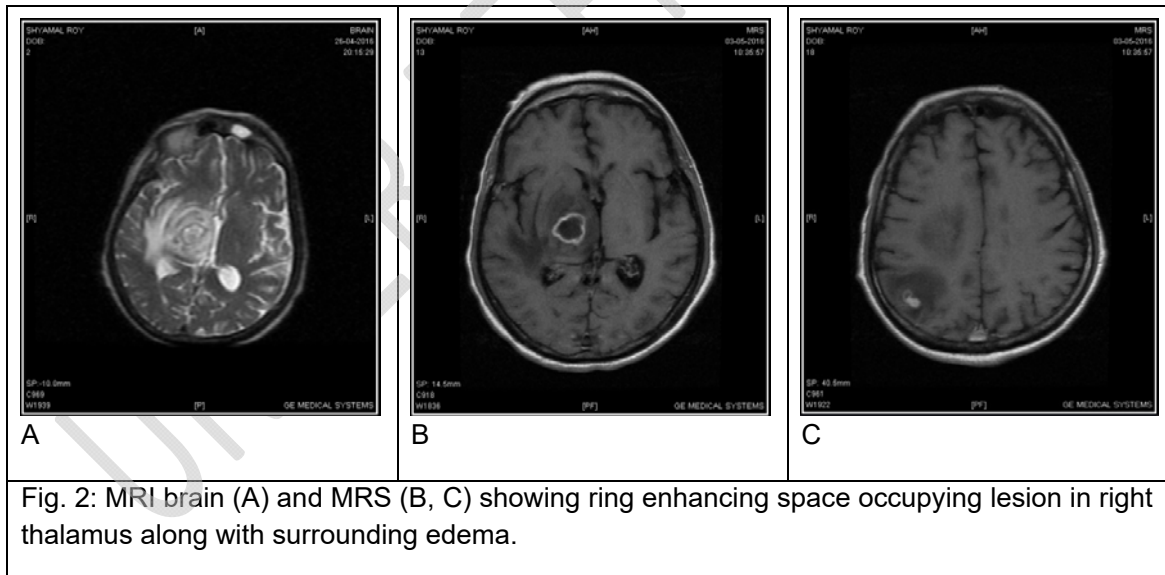 SHYAMAL ROY
DOB:
2
[A]
BRAIN
26-04-2016
20:15:29
[R]
[L]
SP:-10.0mm
C969
W1939
[P]
GE MEDICAL SYSTEMS
A
SHYAMAL ROY
DOB:
13
[AH]
MRS
03-05-2016
10:36:57
[R]
[L]
SP: 14.5mm
C918
W1836
[PF]
GE MEDICAL SYSTEMS
B
SHYAMAL ROY
DOB:
18
[AH]
MRS
03-05-2016
10:36:57
[R]
[L]
SP: 40.5mm
C961
W1922
[PF]
GE MEDICAL SYSTEMS
C
Fig. 2: MRI brain (A) and MRS (B, C) showing ring enhancing space occupying lesion in right
thalamus along with surrounding edema.